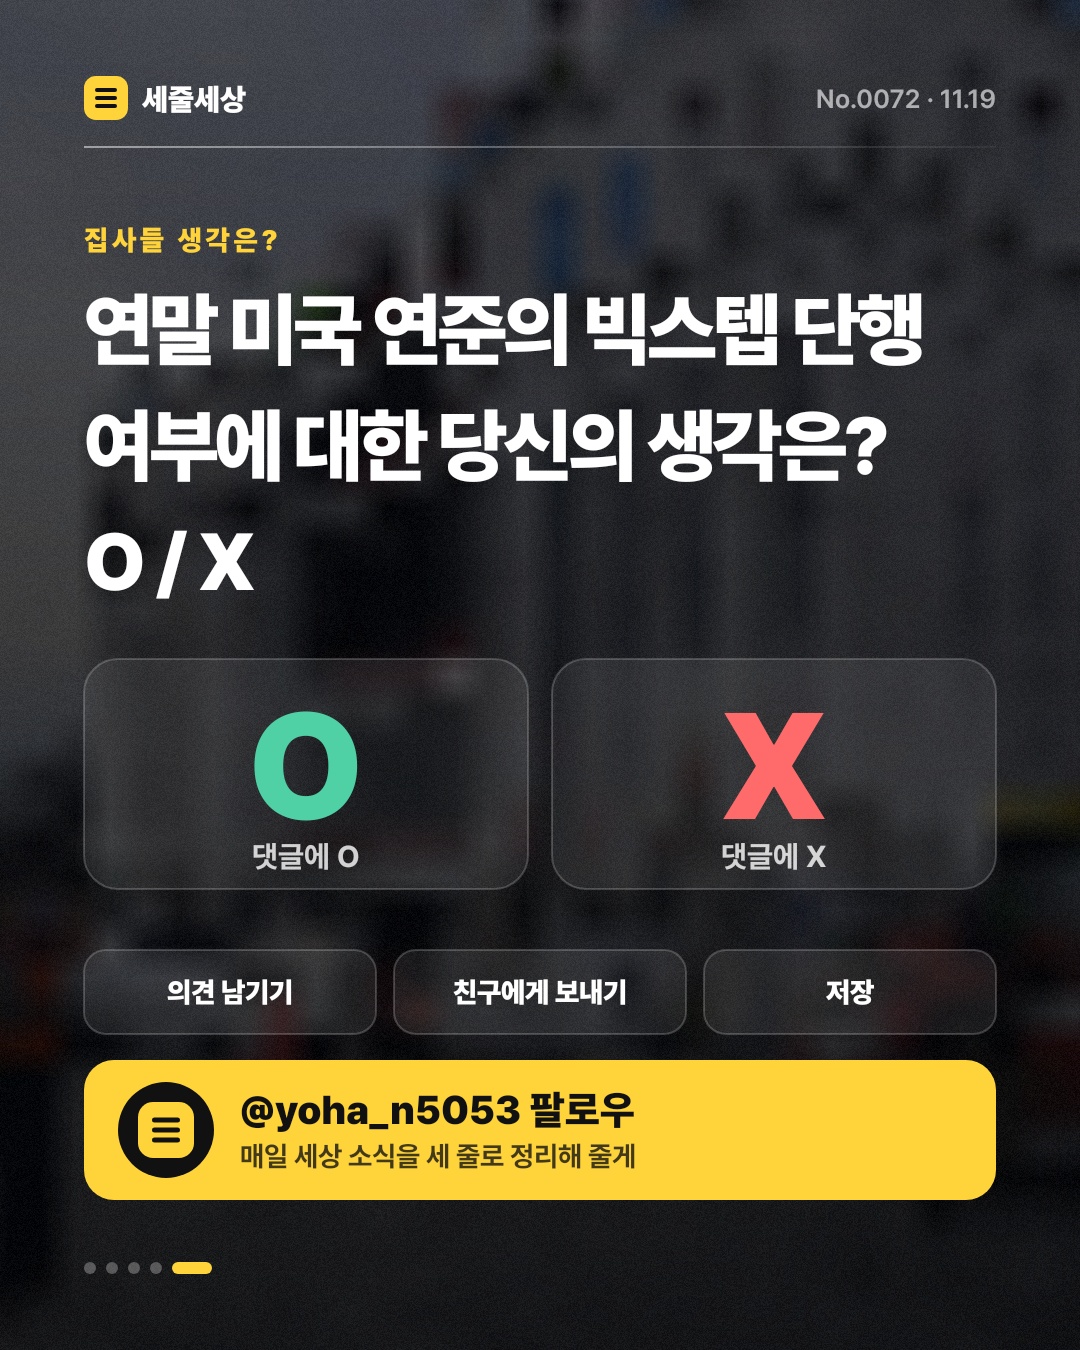 세줄세상
No.0072 · 11.19
집사들 생각은?
연말 미국 연준의 빅스텝 단행
여부에 대한 당신의 생각은?
O / X
O
댓글에 O
X
댓글에 X
의견 남기기
친구에게 보내기
저장
@yoha_n5053 팔로우
매일 세상 소식을 세 줄로 정리해 줄게